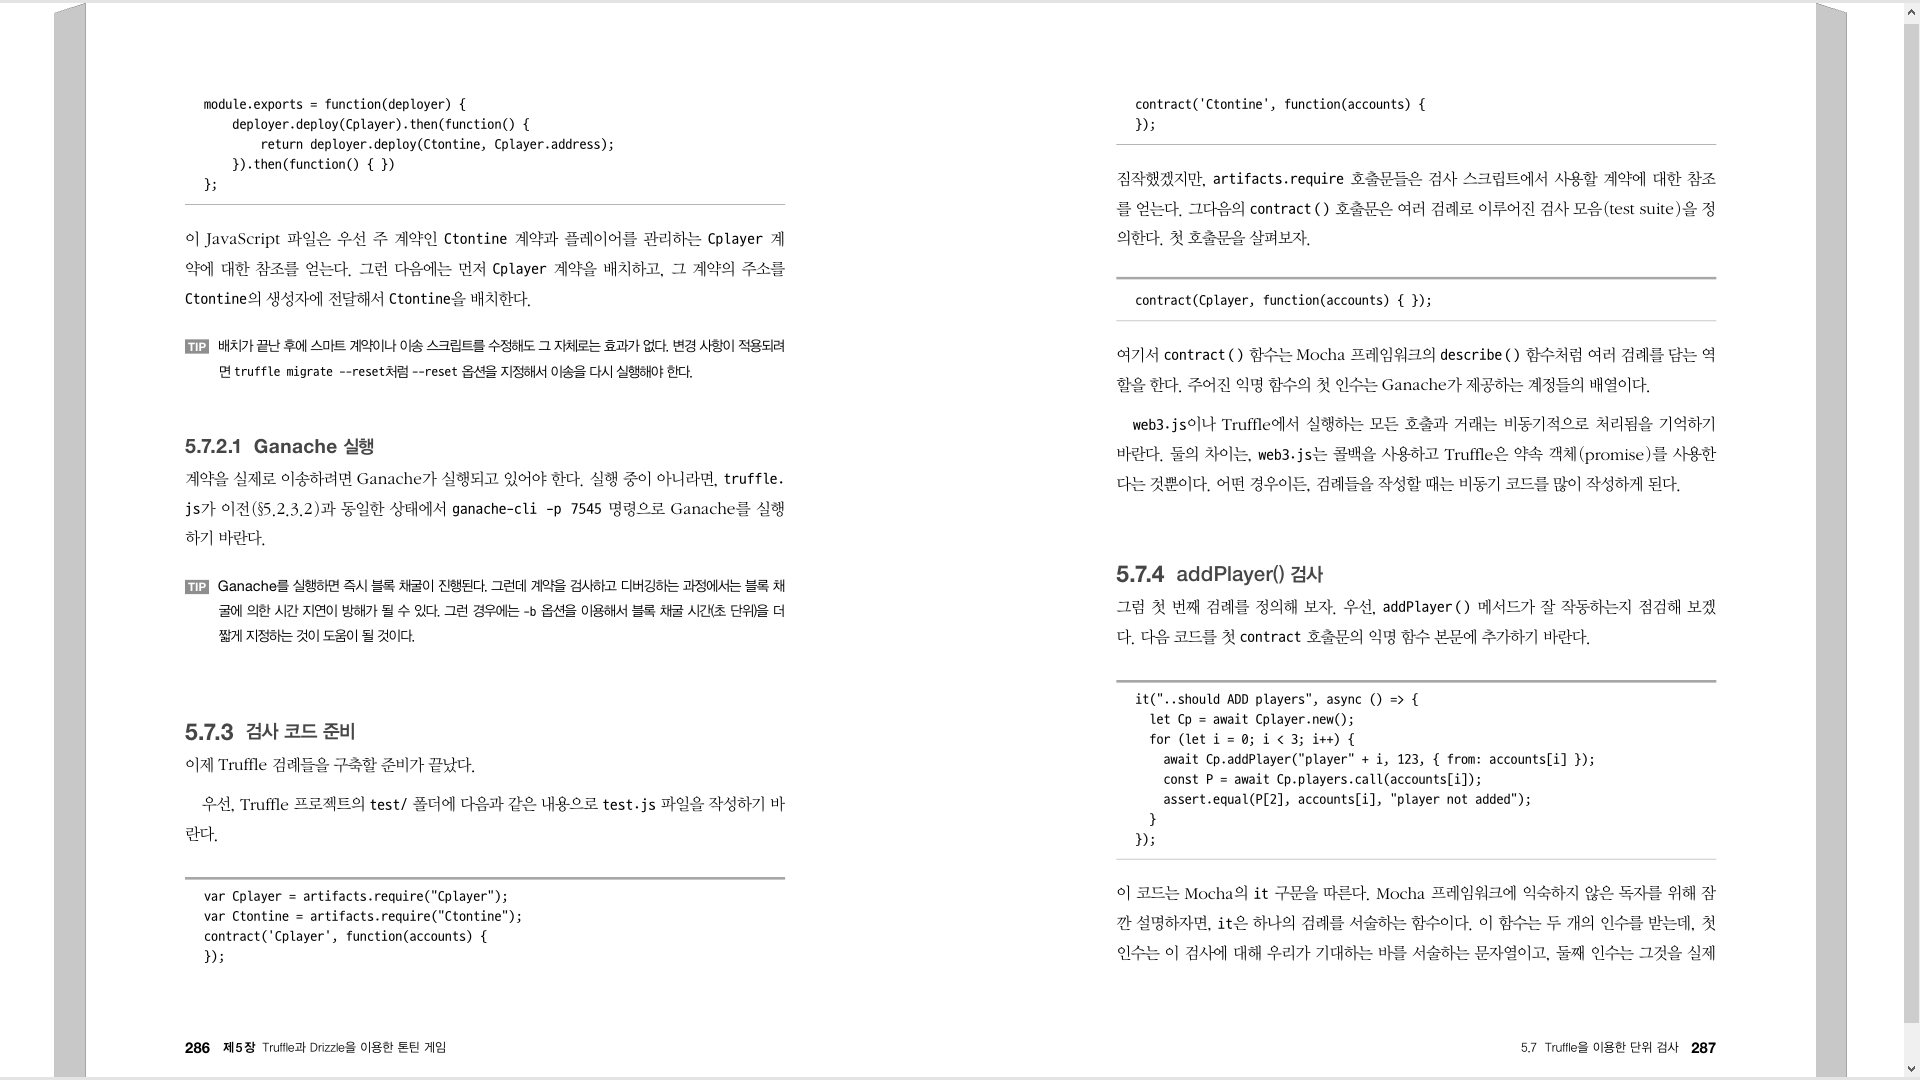 module.exports = function(deployer) {
deployer.deploy(Cplayer).then(function() {
return deployer.deploy(Ctontine, Cplayer.address);
}).then(function() { })
};
이 JavaScript 파일은 우선 주 계약인 Ctontine 계약과 플레이어를 관리하는 Cplayer 계
약에 대한 참조를 얻는다. 그런 다음에는 먼저 Cplayer 계약을 배치하고, 그 계약의 주소를
Ctontine의 생성자에 전달해서 Ctontine을 배치한다.
TIP 배치가 끝난 후에 스마트 계약이나 이송 스크립트를 수정해도 그 자체로는 효과가 없다. 변경 사항이 적용되려
면 truffle migrate --reset처럼 --reset 옵션을 지정해서 이송을 다시 실행해야 한다.
5.7.2.1 Ganache 실행
계약을 실제로 이송하려면 Ganache가 실행되고 있어야 한다. 실행 중이 아니라면, truffle.
js가 이전(§5.2.3.2)과 동일한 상태에서 ganache-cli -p 7545 명령으로 Ganache를 실행
하기 바란다.
TIP Ganache를 실행하면 즉시 블록 채굴이 진행된다. 그런데 계약을 검사하고 디버깅하는 과정에서는 블록 채
굴에 의한 시간 지연이 방해가 될 수 있다. 그런 경우에는 -b 옵션을 이용해서 블록 채굴 시간(초 단위)을 더
짧게 지정하는 것이 도움이 될 것이다.
5.7.3 검사 코드 준비
이제 Truffle 검례들을 구축할 준비가 끝났다.
우선, Truffle 프로젝트의 test/ 폴더에 다음과 같은 내용으로 test.js 파일을 작성하기 바
란다.
var Cplayer = artifacts.require("Cplayer");
var Ctontine = artifacts.require("Ctontine");
contract('Cplayer', function(accounts) {
});
286 제5장 Truffle과 Drizzle을 이용한 톤틴 게임
contract('Ctontine', function(accounts) {
});
짐작했겠지만, artifacts.require 호출문들은 검사 스크립트에서 사용할 계약에 대한 참조
를 얻는다. 그다음의 contract() 호출문은 여러 검례로 이루어진 검사 모음(test suite)을 정
의한다. 첫 호출문을 살펴보자.
contract(Cplayer, function(accounts) { });
여기서 contract() 함수는 Mocha 프레임워크의 describe() 함수처럼 여러 검례를 담는 역
할을 한다. 주어진 익명 함수의 첫 인수는 Ganache가 제공하는 계정들의 배열이다.
web3.js이나 Truffle에서 실행하는 모든 호출과 거래는 비동기적으로 처리됨을 기억하기
바란다. 둘의 차이는, web3.js는 콜백을 사용하고 Truffle은 약속 객체(promise)를 사용한
다는 것뿐이다. 어떤 경우이든, 검례들을 작성할 때는 비동기 코드를 많이 작성하게 된다.
5.7.4 addPlayer() 검사
그럼 첫 번째 검례를 정의해 보자. 우선, addPlayer() 메서드가 잘 작동하는지 점검해 보겠
다. 다음 코드를 첫 contract 호출문의 익명 함수 본문에 추가하기 바란다.
it("..should ADD players", async () => {
let Cp = await Cplayer.new();
for (let i = 0; i < 3; i++) {
await Cp.addPlayer("player" + i, 123, { from: accounts[i] });
const P = await Cp.players.call(accounts[i]);
assert.equal(P[2], accounts[i], "player not added");
}
});
이 코드는 Mocha의 it 구문을 따른다. Mocha 프레임워크에 익숙하지 않은 독자를 위해 잠
깐 설명하자면, it은 하나의 검례를 서술하는 함수이다. 이 함수는 두 개의 인수를 받는데, 첫
인수는 이 검사에 대해 우리가 기대하는 바를 서술하는 문자열이고, 둘째 인수는 그것을 실제
5.7 Truffle을 이용한 단위 검사 287